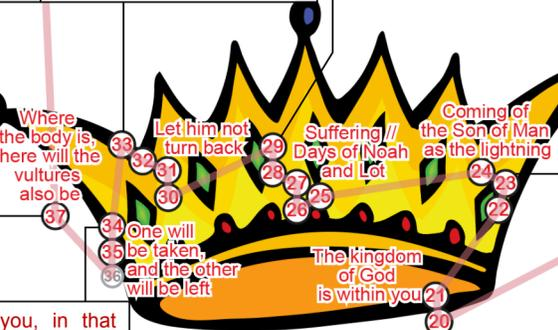 Where
the body is,
here will the
vultures
also be
37
33
32
31
30
Let him not
turn back
29
28
27
26
25
Suffering //
Days of Noah
and Lot
Coming of
the Son of Man
as the lightning
24
23
22
34
35
36
One will
be taken,
and the other
will be left
The kingdom
of God
is within you
21
20
you, in that